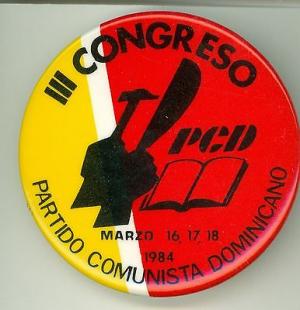 III CONGRESO
PCD
MARZO 16, 17, 18
1984
PARTIDO COMUNISTA DOMINICANO